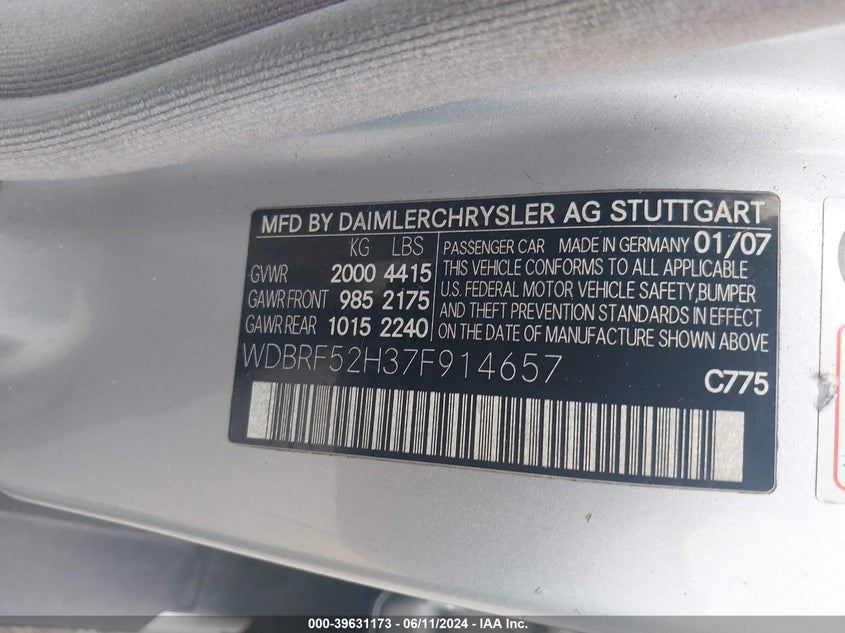 MFD BY DAIMLERCHRYSLER AG STUTTGART
KG LBS
GVWR 2000 4415
GAWR FRONT 985 2175
GAWR REAR 1015 2240
PASSENGER CAR MADE IN GERMANY 01/07
THIS VEHICLE CONFORMS TO ALL APPLICABLE
U.S. FEDERAL MOTOR VEHICLE SAFETY,BUMPER
AND THEFT PREVENTION STANDARDS IN EFFECT
ON THE DATE OF MANUFACTURE SHOWN ABOVE
WDBRF52H37F914657
C775
000-39631173 - 06/11/2024 - IAA Inc.